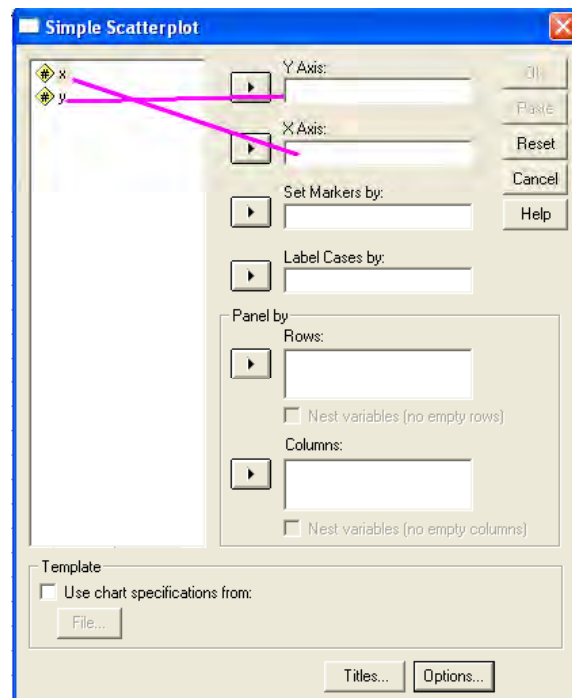 Simple Scatterplot
x
y
Y Axis:
X Axis:
Set Markers by:
Label Cases by:
Panel by
Rows:
Nest variables (no empty rows)
Columns:
Nest variables (no empty columns)
Template
Use chart specifications from:
File...
OK
Paste
Reset
Cancel
Help
Titles...
Options...